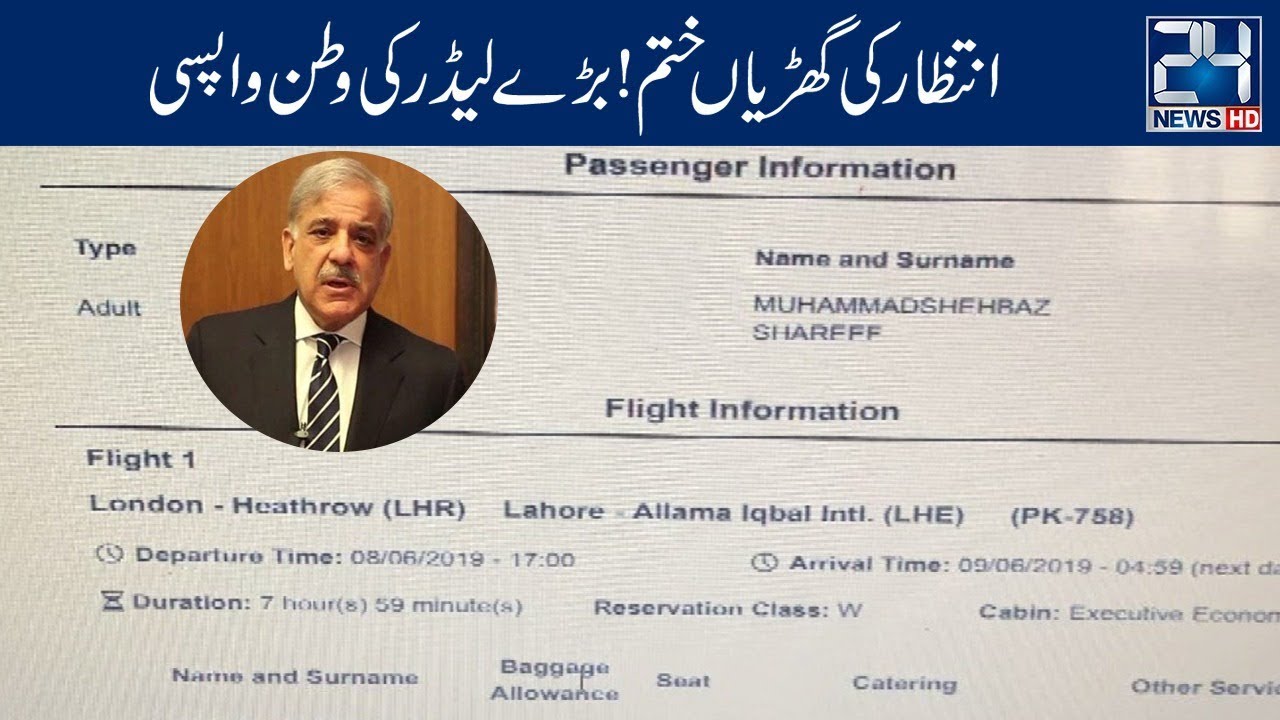 انتظار کی گھڑیاں ختم! بڑے لیڈر کی وطن واپسی
24
NEWS HD
Passenger Information
Type
Name and Surname
Adult
MUHAMMADSHEHBAZ
SHAREEF
Flight Information
Flight 1
London - Heathrow (LHR) Lahore - Allama Iqbal Intl. (LHE) (PK-758)
Departure Time: 08/06/2019 - 17:00 Arrival Time: 09/06/2019 - 04:59 (next da
Duration: 7 hour(s) 59 minute(s) Reservation Class: W Cabin: Executive Econom
Name and Surname
Baggage
Allowance
Seat
Catering
Other Servic